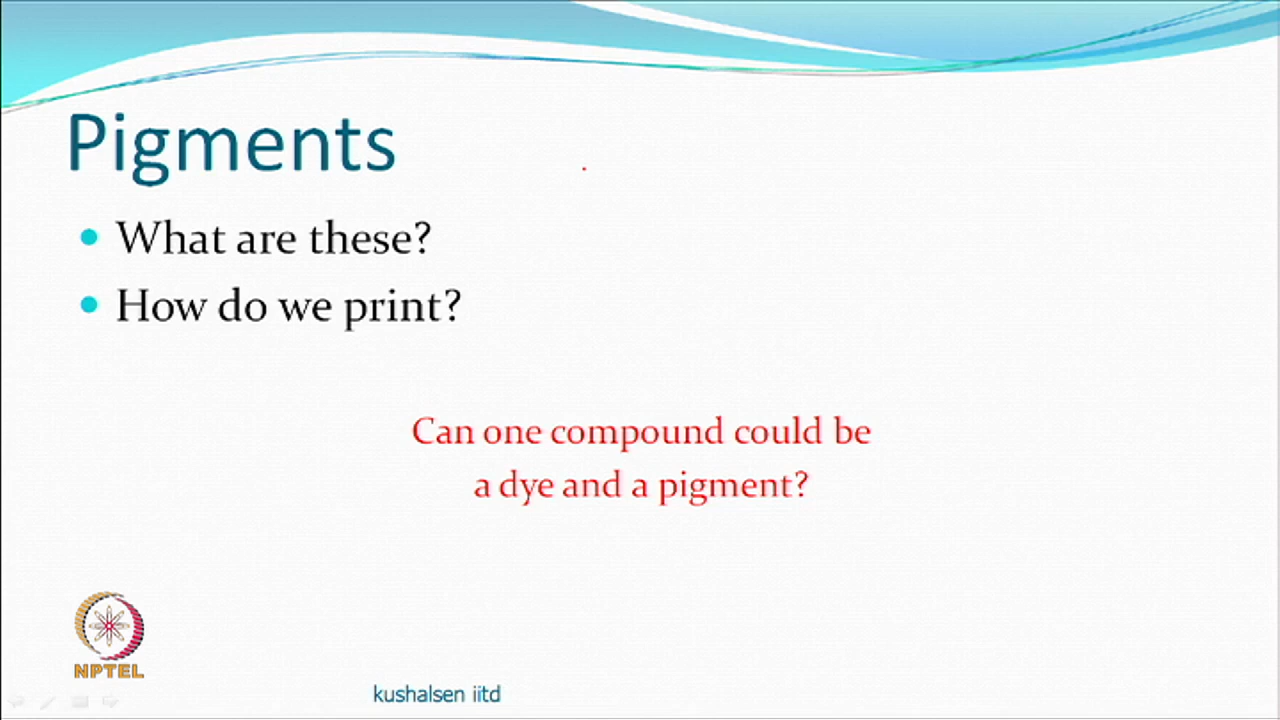 Pigments
What are these?
How do we print?
Can one compound could be
a dye and a pigment?
NPTEL
kushalsen iitd